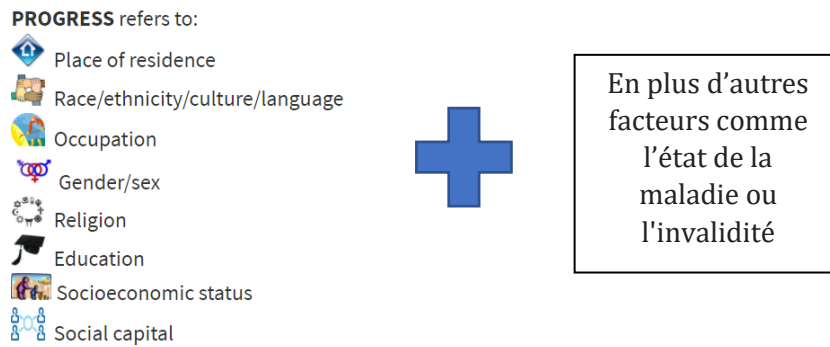 PROGRESS refers to:
Place of residence
Race/ethnicity/culture/language
Occupation
Gender/sex
Religion
Education
Socioeconomic status
Social capital
En plus d’autres
facteurs comme
l’état de la
maladie ou
l'invalidité